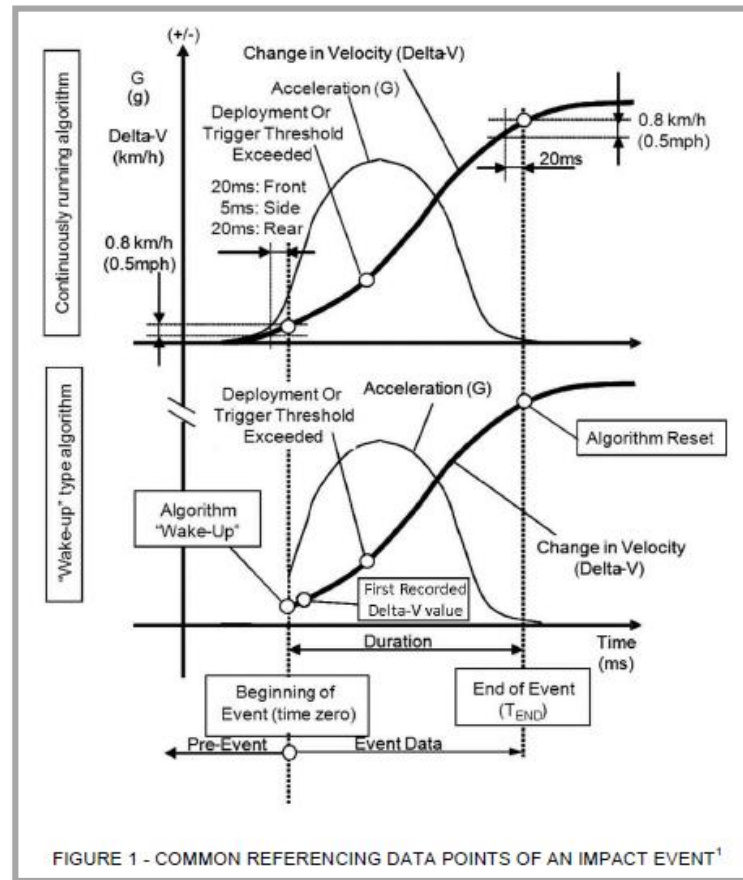 (+/-)
Continuously running algorithm
G
(g)
Delta-V
(km/h)
Change in Velocity (Delta-V)
Acceleration (G)
Deployment Or
Trigger Threshold
Exceeded
20ms: Front
5ms: Side
20ms: Rear
0.8 km/h
(0.5mph)
0.8 km/h
(0.5mph)
20ms
"Wake-up" type algorithm
Deployment Or
Trigger Threshold
Exceeded
Acceleration (G)
Algorithm Reset
Algorithm
"Wake-Up"
Change in Velocity
(Delta-V)
First Recorded
Delta-V value
Time
(ms)
Duration
Beginning of
Event (time zero)
End of Event
(TEND)
Pre-Event
Event Data
FIGURE 1 - COMMON REFERENCING DATA POINTS OF AN IMPACT EVENT1